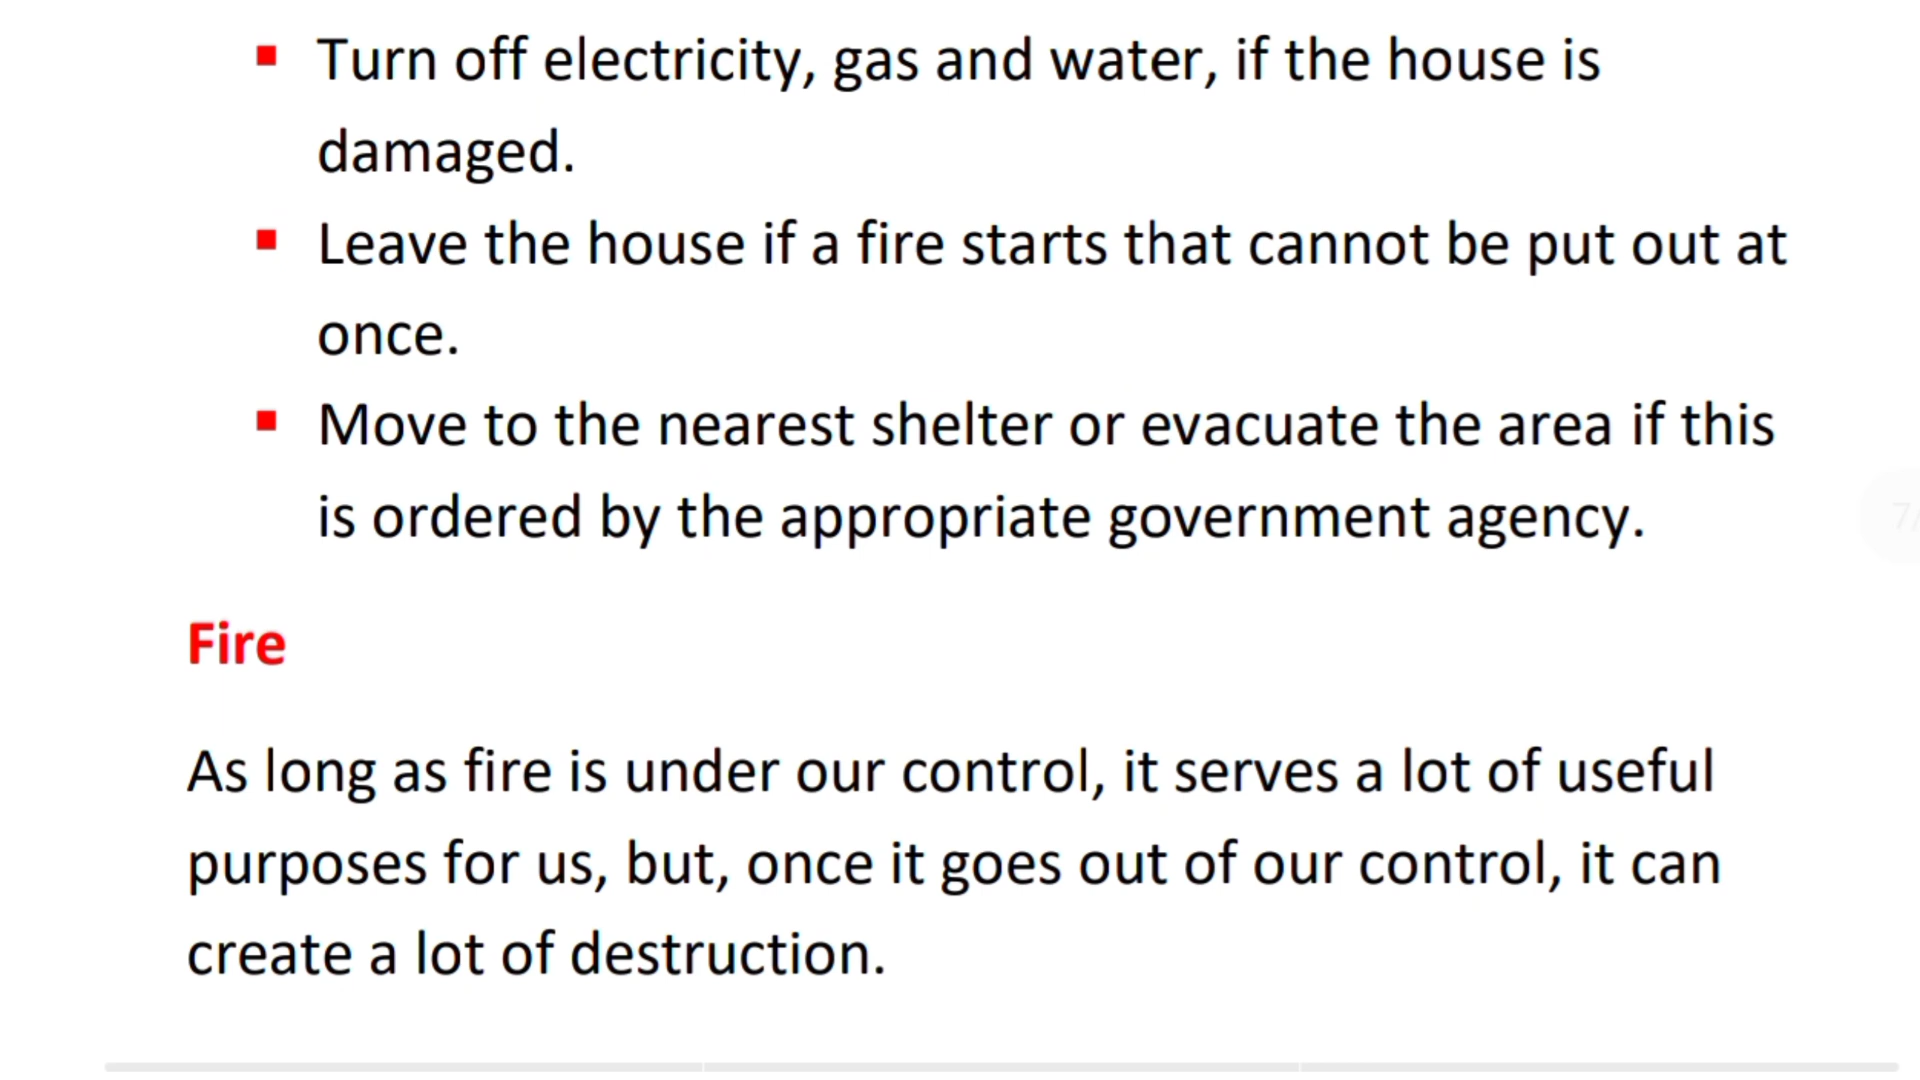 ▪ Turn off electricity, gas and water, if the house is
damaged.
▪ Leave the house if a fire starts that cannot be put out at
once.
▪ Move to the nearest shelter or evacuate the area if this
is ordered by the appropriate government agency.
Fire
As long as fire is under our control, it serves a lot of useful
purposes for us, but, once it goes out of our control, it can
create a lot of destruction.